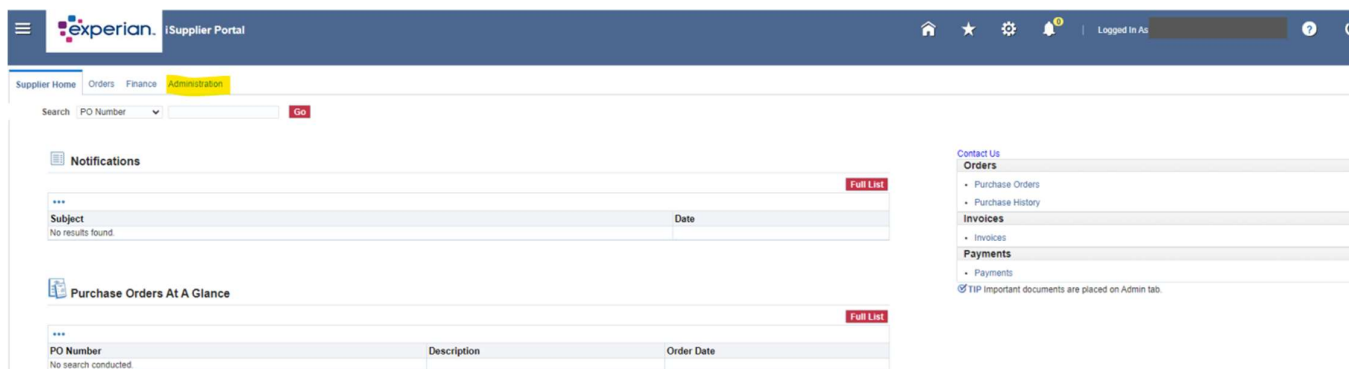 experian. iSupplier Portal
0
Logged In As
?
Supplier Home Orders Finance Administration
Search PO Number Go
Notifications
Full List
Subject Date
No results found.
Purchase Orders At A Glance
Full List
PO Number Description Order Date
No search conducted.
Contact Us
Orders
• Purchase Orders
• Purchase History
Invoices
• Invoices
Payments
• Payments
TIP Important documents are placed on Admin tab.